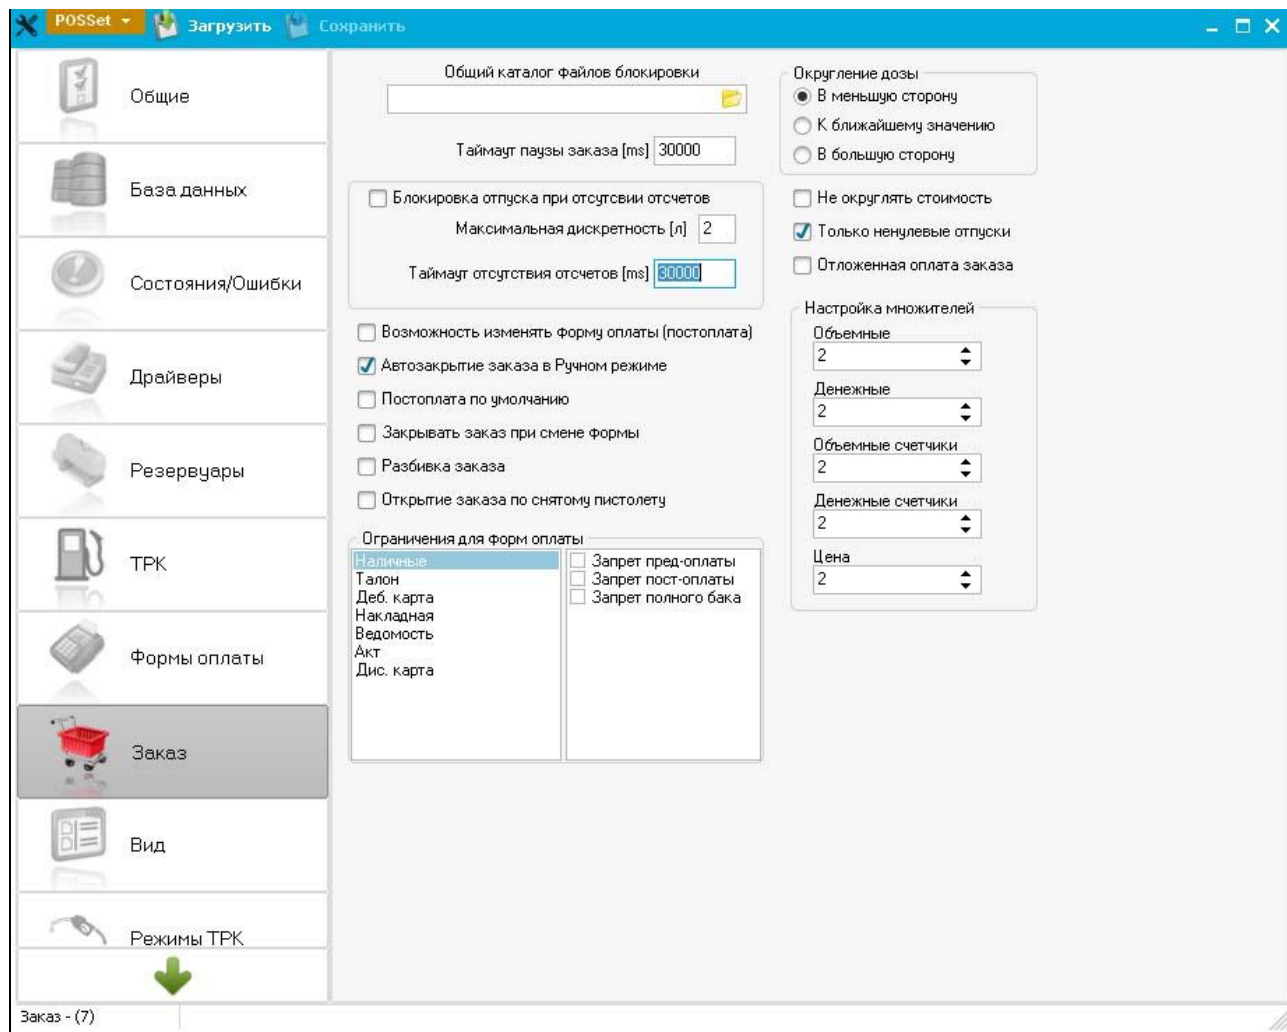 POSSet Загрузить Сохранить
Общие
База данных
Состояния/Ошибки
Драйверы
Резервуары
ТРК
Формы оплаты
Заказ
Вид
Режимы ТРК
Общий каталог файлов блокировки
Таймаут паузы заказа [ms] 30000
Блокировка отпуска при отсутсвии отсчетов
Максимальная дискретность [л] 2
Таймаут отсутствия отсчетов [ms] 30000
Возможность изменять форму оплаты (постоплата)
Автозакрытие заказа в Ручном режиме
Постоплата по умолчанию
Закрывать заказ при смене формы
Разбивка заказа
Открытие заказа по снятому пистолету
Ограничения для форм оплаты
Наличные
Талон
Деб. карта
Накладная
Ведомость
Акт
Дис. карта
Запрет пред-оплаты
Запрет пост-оплаты
Запрет полного бака
Округление дозы
В меньшую сторону
К ближайшему значению
В большую сторону
Не округлять стоимость
Только ненулевые отпуски
Отложенная оплата заказа
Настройка множителей
Объемные
2
Денежные
2
Объемные счетчики
2
Денежные счетчики
2
Цена
2
Заказ - (7)